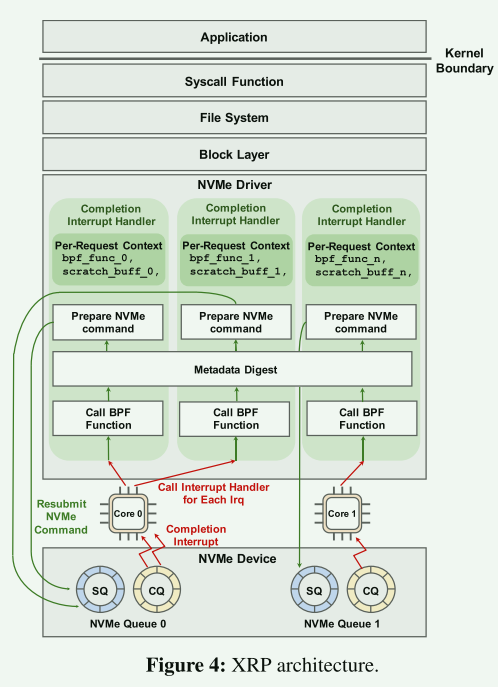 Application
Kernel
Boundary
Syscall Function
File System
Block Layer
NVMe Driver
Completion
Interrupt Handler
Per-Request Context
bpf_func_0,
scratch_buff_0,
Completion
Interrupt Handler
Per-Request Context
bpf_func_1,
scratch_buff_1,
Completion
Interrupt Handler
Per-Request Context
bpf_func_n,
scratch_buff_n,
Prepare NVMe
command
Prepare NVMe
command
Prepare NVMe
command
Metadata Digest
Call BPF
Function
Call BPF
Function
Call BPF
Function
Call Interrupt Handler
for Each Irq
Resubmit
NVMe
Command
Core 0
Core 1
Completion
Interrupt
NVMe Device
SQ
CQ
SQ
CQ
NVMe Queue 0
NVMe Queue 1
Figure 4: XRP architecture.